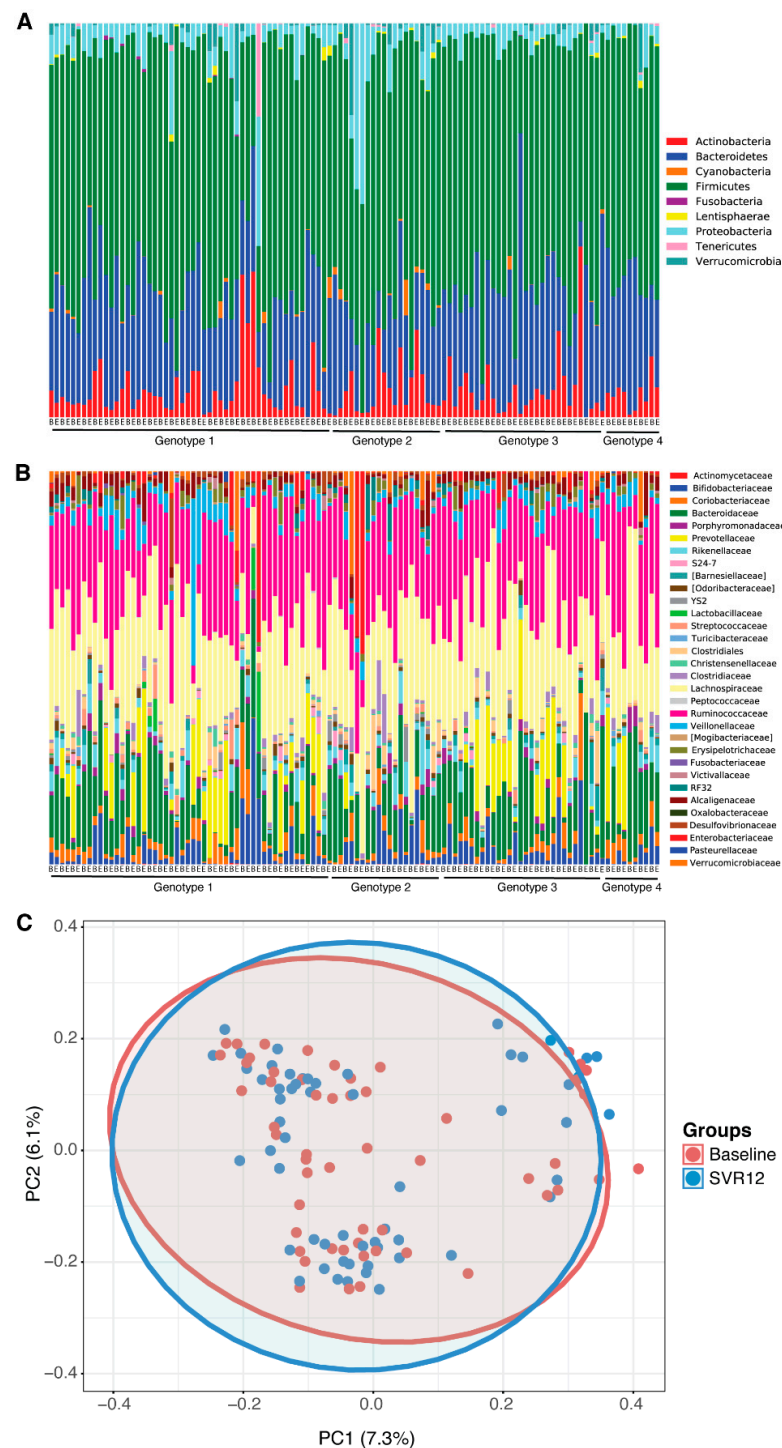 A
Actinobacteria
Bacteroidetes
Cyanobacteria
Firmicutes
Fusobacteria
Lentisphaerae
Proteobacteria
Tenericutes
Verrucomicrobia
Genotype 1
Genotype 2
Genotype 3
Genotype 4
B
Actinomycetaceae
Bifidobacteriaceae
Coriobacteriaceae
Bacteroidaceae
Porphyromonadaceae
Prevotellaceae
Rikenellaceae
S24-7
[Barnesiellaceae]
[Odoribacteraceae]
YS2
Lactobacillaceae
Streptococcaceae
Turicibacteraceae
Clostridiales
Christensenellaceae
Clostridiaceae
Lachnospiraceae
Peptococcaceae
Ruminococcaceae
Veillonellaceae
[Mogibacteriaceae]
Erysipelotrichaceae
Fusobacteriaceae
Victivallaceae
RF32
Alcaligenaceae
Oxalobacteraceae
Desulfovibrionaceae
Enterobacteriaceae
Pasteurellaceae
Verrucomicrobiaceae
Genotype 1
Genotype 2
Genotype 3
Genotype 4
C
0.4
0.2
0.0
−0.2
−0.4
PC2 (6.1%)
−0.4
−0.2
0.0
0.2
0.4
PC1 (7.3%)
Groups
Baseline
SVR12